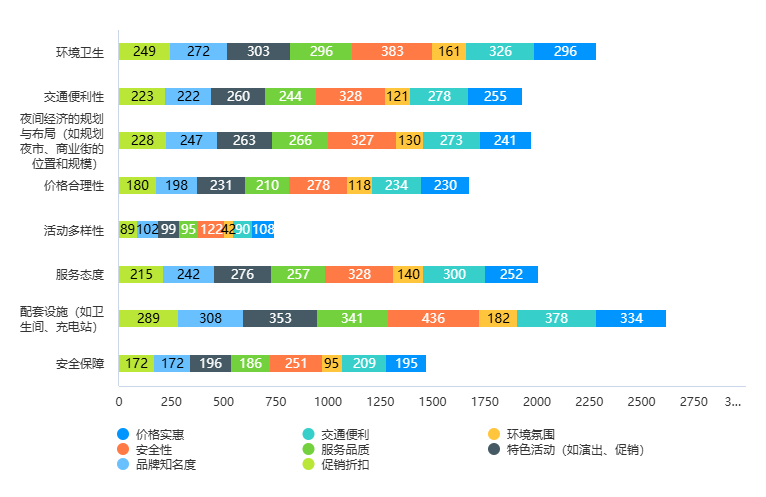 环境卫生
249 272 303 296 383 161 326 296
交通便利性
223 222 260 244 328 121 278 255
夜间经济的规划
与布局（如规划
夜市、商业街的
位置和规模）
228 247 263 266 327 130 273 241
价格合理性
180 198 231 210 278 118 234 230
活动多样性
89 102 99 95 122 42 90 108
服务态度
215 242 276 257 328 140 300 252
配套设施（如卫
生间、充电站）
289 308 353 341 436 182 378 334
安全保障
172 172 196 186 251 95 209 195
0 250 500 750 1000 1250 1500 1750 2000 2250 2500 2750 3...
价格实惠 交通便利 环境氛围
安全性 服务品质 特色活动（如演出、促销）
品牌知名度 促销折扣